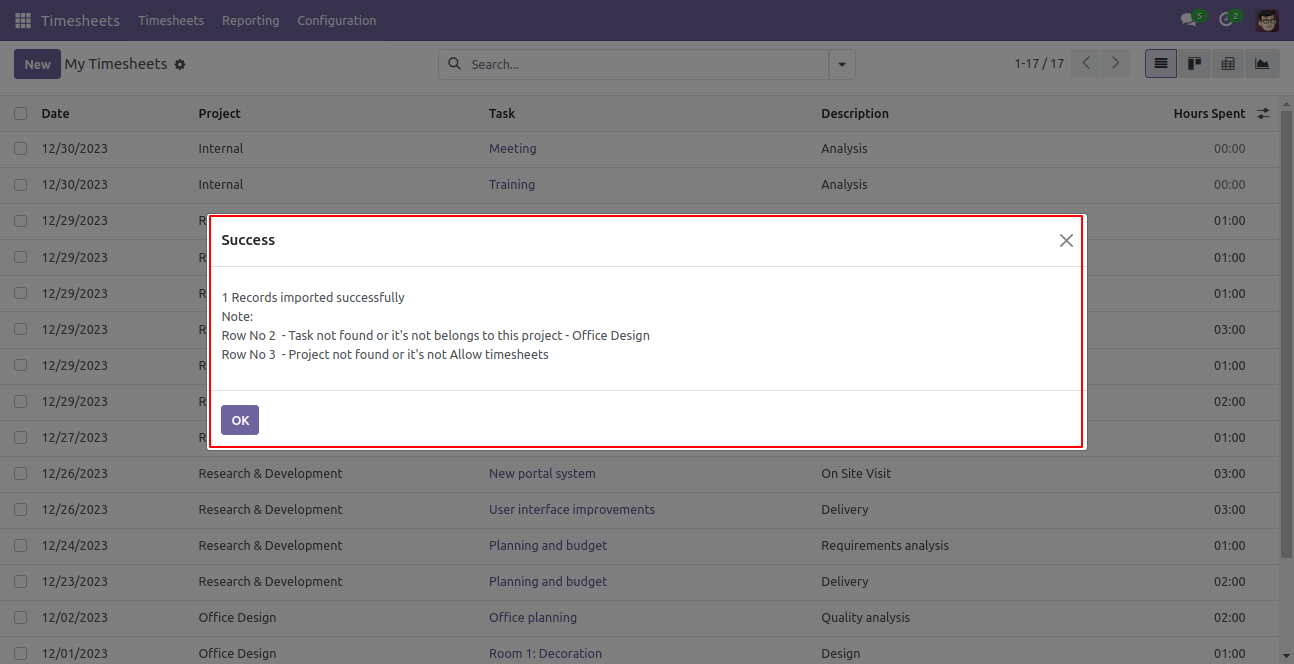 Timesheets Timesheets Reporting Configuration 5 2
New My Timesheets Search... 1-17 / 17
Date Project Task Description Hours Spent
12/30/2023 Internal Meeting Analysis 00:00
12/30/2023 Internal Training Analysis 00:00
12/29/2023 R 01:00
12/29/2023 R 01:00
12/29/2023 R 01:00
12/29/2023 R 03:00
12/29/2023 R 01:00
12/29/2023 R 02:00
12/27/2023 R 01:00
Success
1 Records imported successfully
Note:
Row No 2 - Task not found or it's not belongs to this project - Office Design
Row No 3 - Project not found or it's not Allow timesheets
OK
12/26/2023 Research & Development New portal system On Site Visit 03:00
12/26/2023 Research & Development User interface improvements Delivery 03:00
12/24/2023 Research & Development Planning and budget Requirements analysis 01:00
12/23/2023 Research & Development Planning and budget Delivery 02:00
12/02/2023 Office Design Office planning Quality analysis 02:00
12/01/2023 Office Design Room 1: Decoration Design 01:00